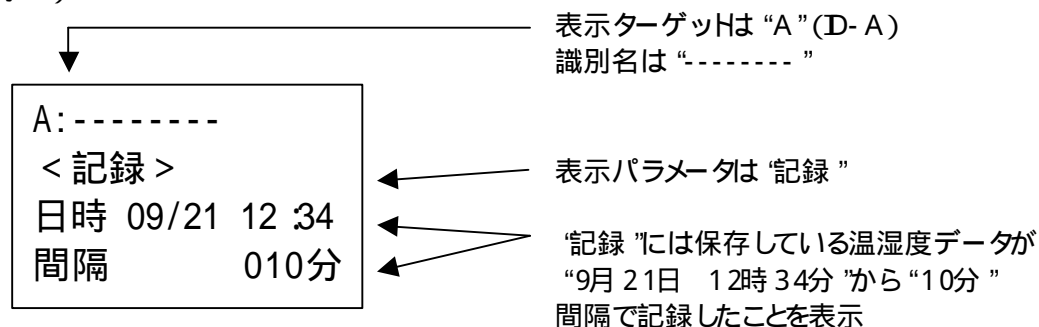 表示ターゲットは “A”(ID-A)
識別名は “--------”
A:--------
<記録>
日時 09/21 12:34
間隔 010分
表示パラメータは “記録”
“記録”には保存している温湿度データが
“9月21日 12時34分”から“10分”
間隔で記録したことを表示